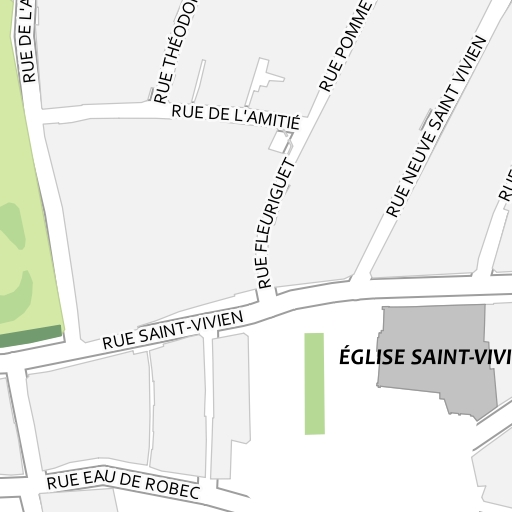 RUE DE L'A
RUE THÉODO
RUE POMME
RUE DE L'AMITIÉ
RUE NEUVE SAINT VIVIEN
RUE FLEURIGUET
RUE
RUE SAINT-VIVIEN
ÉGLISE SAINT-VIVI
RUE EAU DE ROBEC